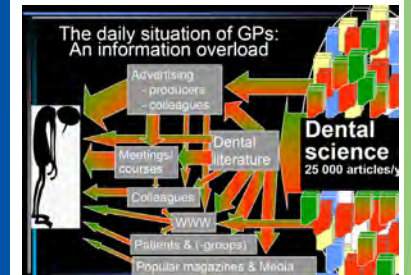 The daily situation of GPs:
An information overload
Advertising
- producers
- colleagues
Dental
literature
Meetings/
courses
Colleagues
WWW
Patients & (-groups)
Popular magazines & Media
Dental
science
25 000 articles/y